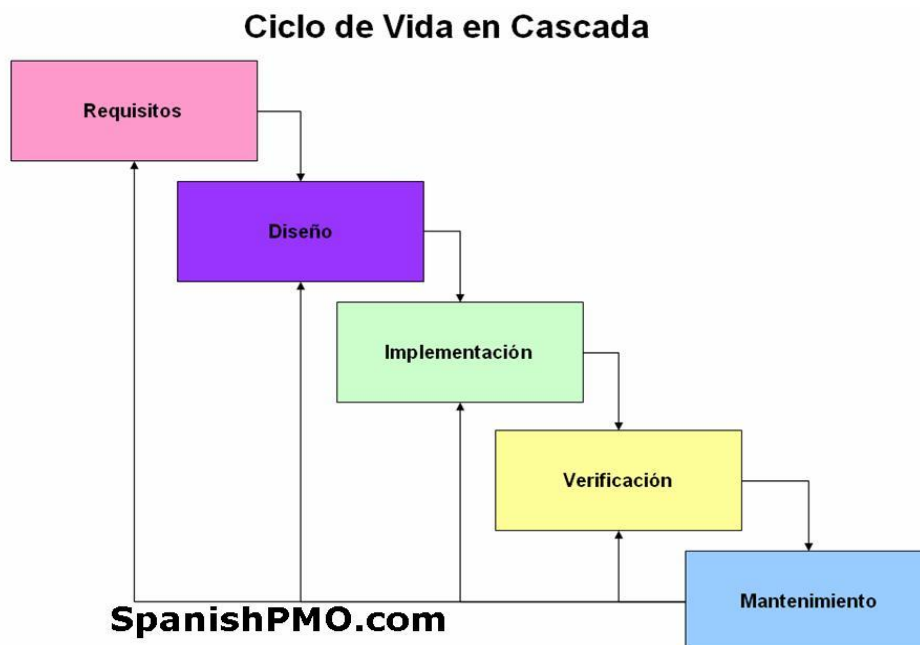 Ciclo de Vida en Cascada
Requisitos
Diseño
Implementación
Verificación
Mantenimiento
SpanishPMO.com